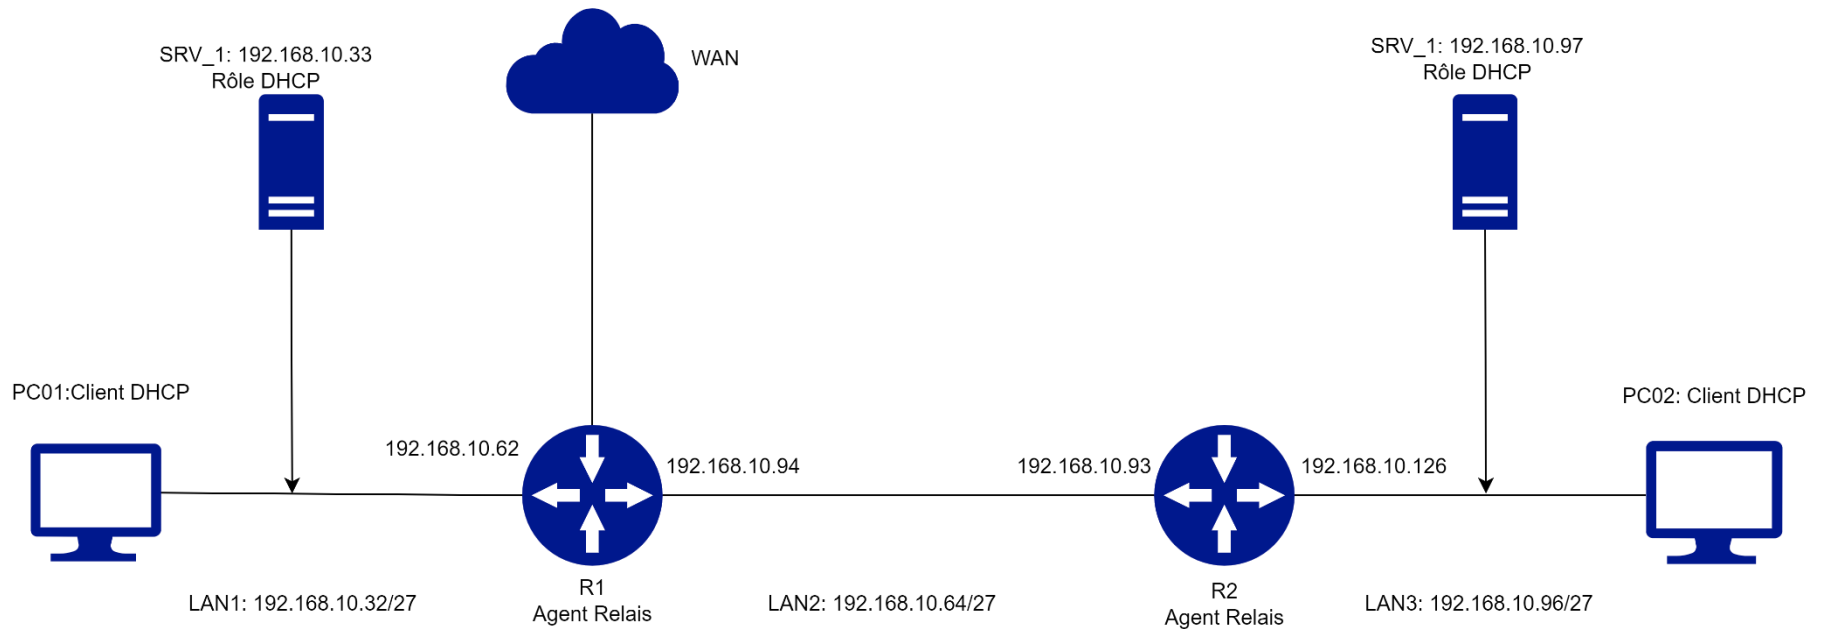 SRV_1: 192.168.10.33
Rôle DHCP
WAN
SRV_1: 192.168.10.97
Rôle DHCP
PC01:Client DHCP
PC02: Client DHCP
192.168.10.62
192.168.10.94
192.168.10.93
192.168.10.126
R1
Agent Relais
R2
Agent Relais
LAN1: 192.168.10.32/27
LAN2: 192.168.10.64/27
LAN3: 192.168.10.96/27